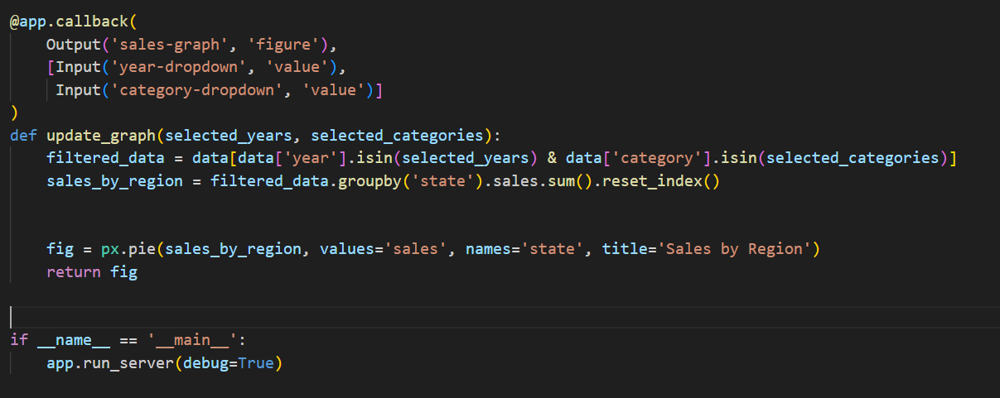 @app.callback(
    Output('sales-graph', 'figure'),
    [Input('year-dropdown', 'value'),
     Input('category-dropdown', 'value')]
)
def update_graph(selected_years, selected_categories):
    filtered_data = data[data['year'].isin(selected_years) & data['category'].isin(selected_categories)]
    sales_by_region = filtered_data.groupby('state').sales.sum().reset_index()
    fig = px.pie(sales_by_region, values='sales', names='state', title='Sales by Region')
    return fig
if __name__ == '__main__':
    app.run_server(debug=True)